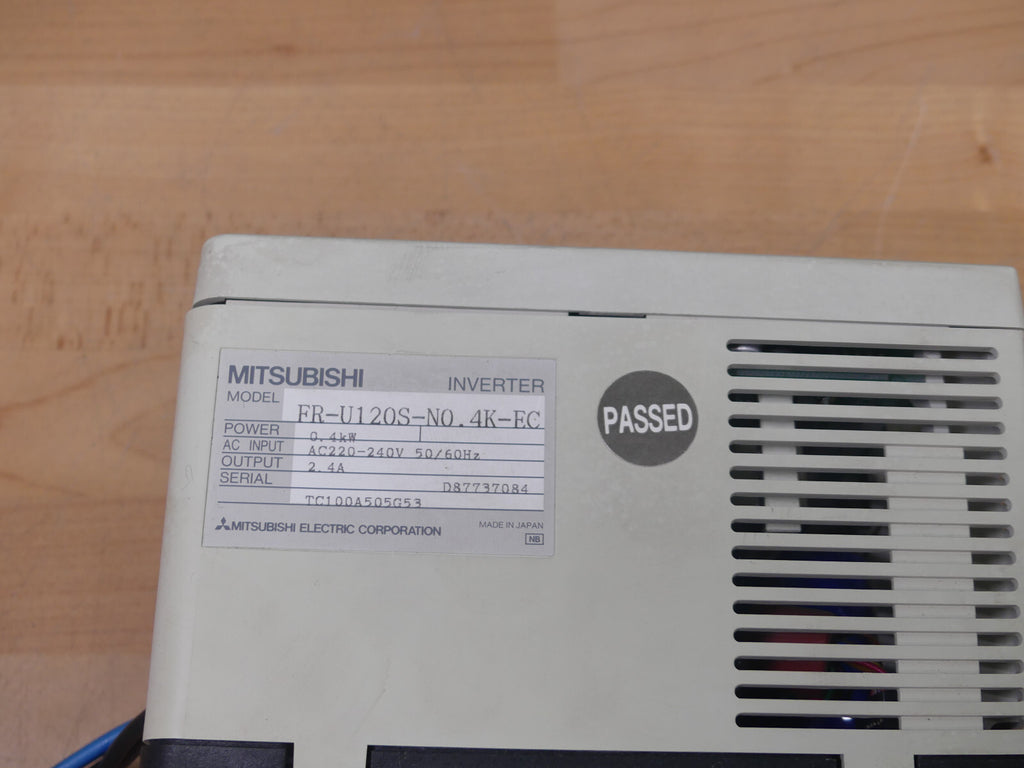 MITSUBISHI INVERTER
MODEL FR-U120S-N0.4K-EC
POWER 0.4kW
AC INPUT AC220-240V 50/60Hz
OUTPUT 2.4A
SERIAL D87737084
TC100A505G53
MITSUBISHI ELECTRIC CORPORATION MADE IN JAPAN
NB
PASSED